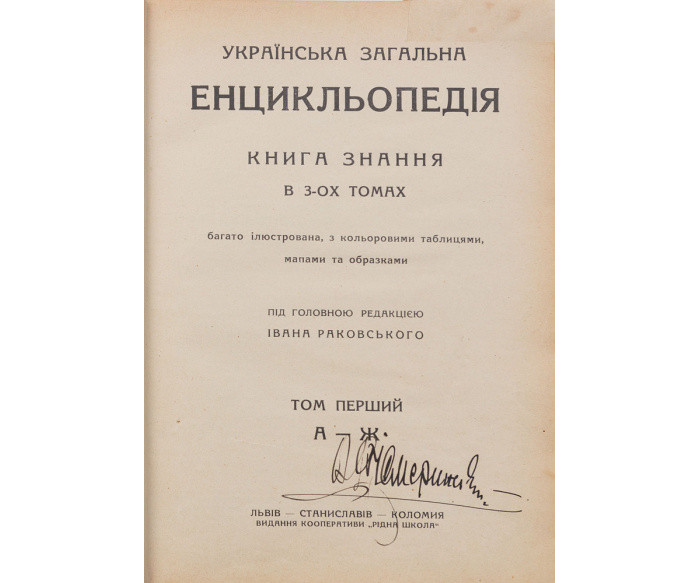 УКРАЇНСЬКА ЗАГАЛЬНА
ЕНЦИКЛЬОПЕДІЯ
КНИГА ЗНАННЯ
В 3-ОХ ТОМАХ
багато ілюстрована, з кольоровими таблицями,
мапами та образками
ПІД ГОЛОВНОЮ РЕДАКЦІЄЮ
ІВАНА РАКОВСЬКОГО
ТОМ ПЕРШИЙ
А — Ж.
ЛЬВІВ — СТАНИСЛАВІВ — КОЛОМИЯ
ВИДАННЯ КООПЕРАТИВИ „РІДНА ШКОЛА"